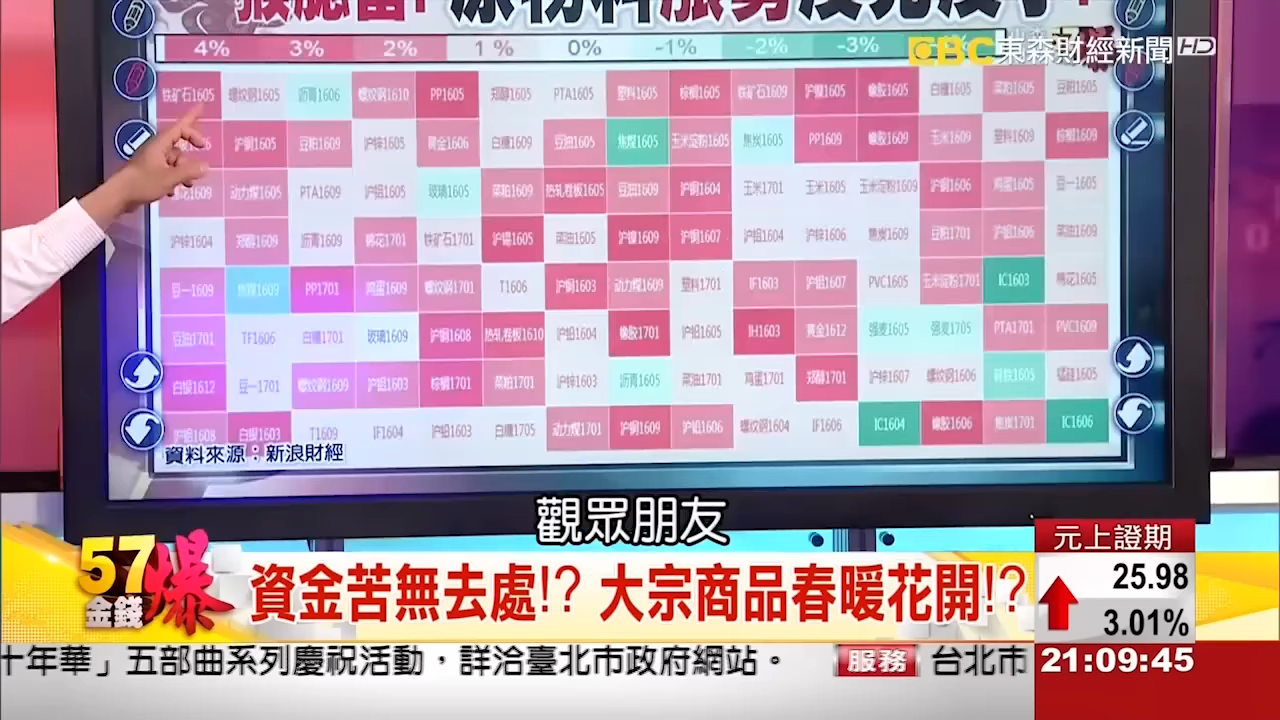 4% 3% 2% 1% 0% -1% -2% -3%
EBC 東森財經新聞 HD
铁矿石1605 螺纹钢1605 沥青1606 螺纹钢1610 PP1605 郑醇1605 PTA1605 塑料1605 棕榈1605 铁矿石1609 沪镍1605 橡胶1605 白糖1605 菜粕1605 豆粕1605
沪铜1605 豆粕1609 沪锌1605 黄金1606 白糖1609 豆油1605 焦煤1605 玉米淀粉1605 焦炭1605 PP1609 橡胶1609 玉米1609 塑料1609 棕榈1609
动力煤1605 PTA1609 沪铝1605 玻璃1605 菜粕1609 热轧卷板1605 豆油1609 沪铜1604 玉米1701 玉米1605 玉米淀粉1609 沪铜1606 鸡蛋1605 豆一1605
沪锌1604 郑醇1609 沥青1609 棉花1701 铁矿石1701 沪锡1605 菜油1605 沪镍1609 沪铜1607 沪铝1604 沪锌1606 焦炭1609 豆粕1701 沪铝1606 菜油1609
豆一1609 焦煤1609 PP1701 鸡蛋1609 螺纹钢1701 T1606 沪铜1603 动力煤1609 塑料1701 IF1603 沪铝1607 PVC1605 玉米淀粉1701 IC1603 棉花1605
豆油1701 TF1606 白糖1701 玻璃1609 沪铜1608 热轧卷板1610 沪铝1604 橡胶1701 沪铅1605 IH1603 黄金1612 强麦1605 强麦1705 PTA1701 PVC1609
白银1612 豆一1701 螺纹钢1609 沪铝1603 棕榈1701 菜粕1701 沪锌1603 沥青1605 菜油1701 鸡蛋1701 郑醇1701 沪锌1607 螺纹钢1606 硅铁1605 锰硅1605
沪铝1608 白银1603 T1609 IF1604 沪铅1603 白糖1705 动力煤1701 沪铜1609 沪铅1606 螺纹钢1604 IF1606 IC1604 橡胶1606 焦炭1701 IC1606
資料來源：新浪財經
觀眾朋友
57金錢爆
資金苦無去處!? 大宗商品春暖花開!?
元上證期
25.98
3.01%
十年華」五部曲系列慶祝活動，詳洽臺北市政府網站。 服務 台北市
21:09:45